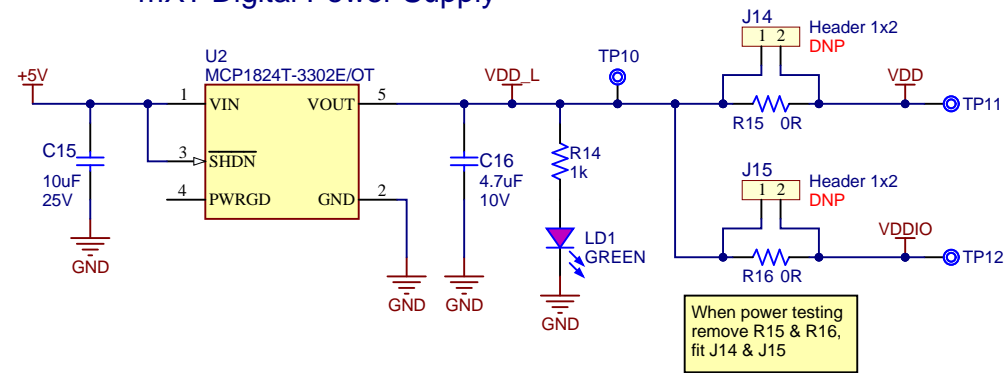 mXT Digital Power Supply
J14
Header 1x2
1 2
DNP
U2
MCP1824T-3302E/OT
+5V
VDD_L
TP10
VDD
1
VIN
VOUT
5
TP11
R15 0R
C15
10uF
25V
3
SHDN
C16
4.7uF
10V
R14
1k
J15
Header 1x2
1 2
DNP
4
PWRGD
GND
2
LD1
GREEN
VDDIO
TP12
R16 0R
GND
GND
GND
GND
When power testing
remove R15 & R16,
fit J14 & J15